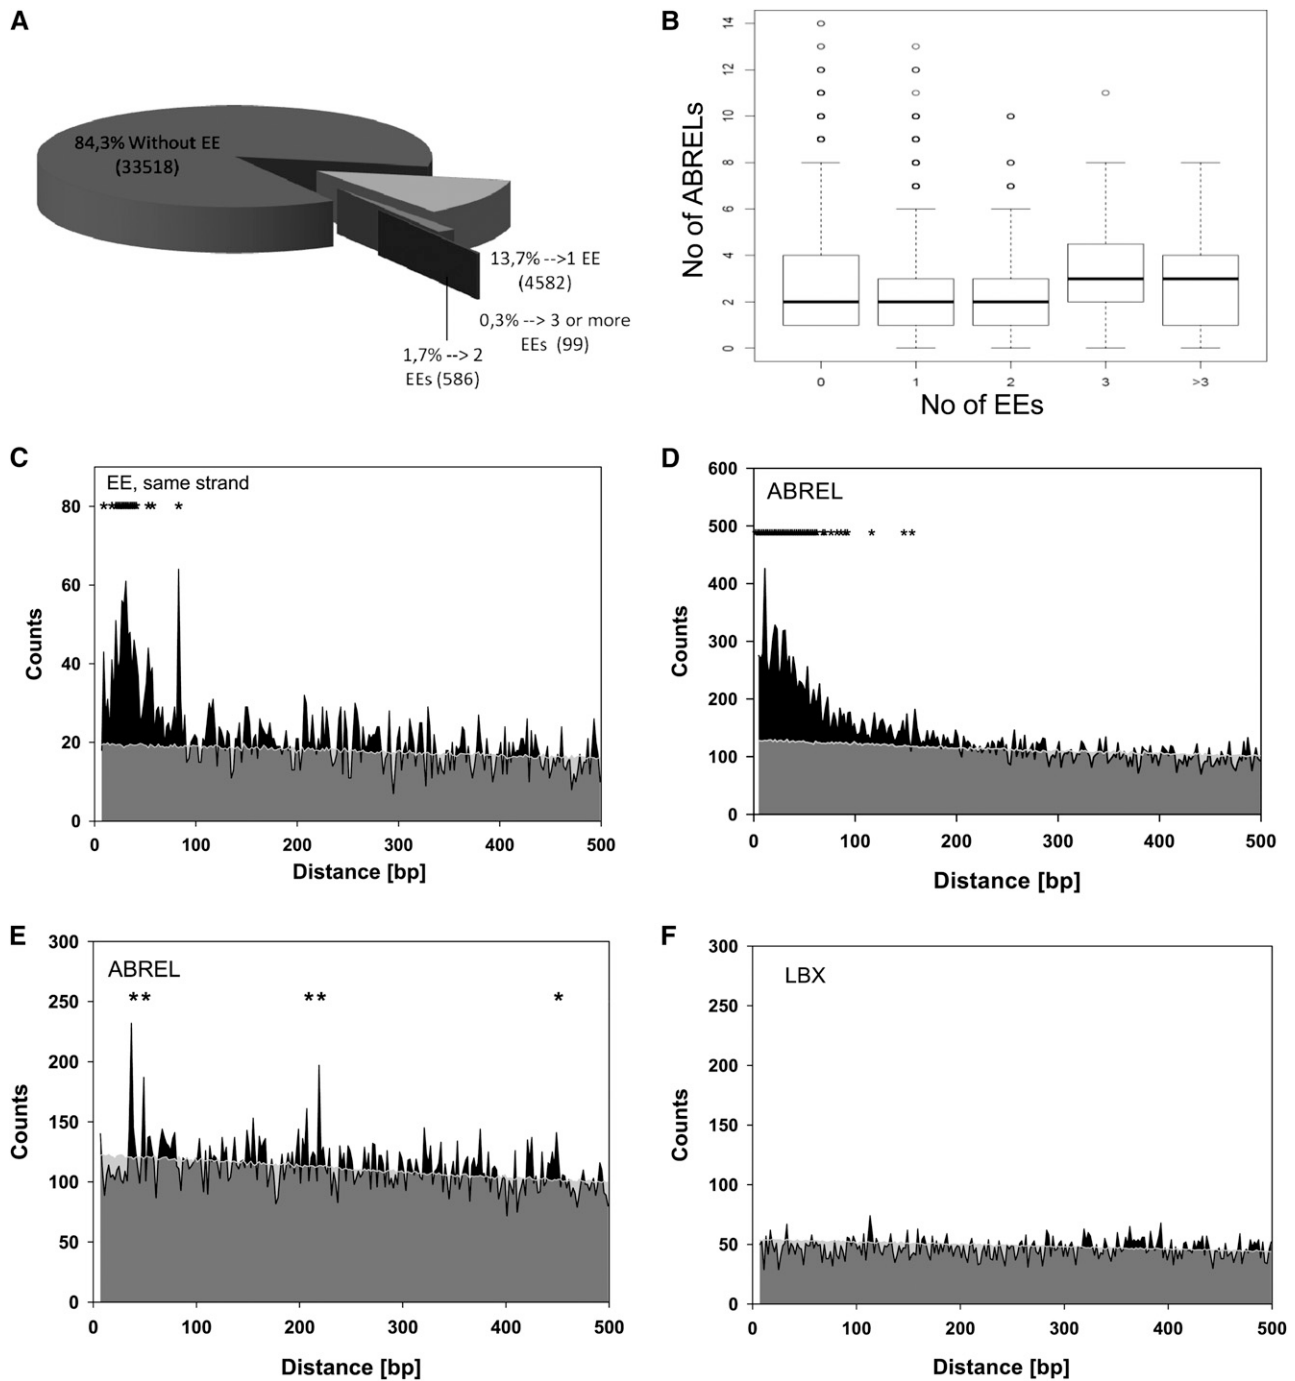 A
84,3% Without EE
(33518)
13,7% -->1 EE
(4582)
0,3% --> 3 or more
EEs (99)
1,7% --> 2
EEs (586)
B
No of ABRELs
14
12
10
8
6
4
2
0
0
1
2
3
>3
No of EEs
C
EE, same strand
* * * * * *
Counts
80
60
40
20
0
0
100
200
300
400
500
Distance [bp]
D
ABREL
* * * *
Counts
600
500
400
300
200
100
0
0
100
200
300
400
500
Distance [bp]
E
ABREL
** ** *
Counts
300
250
200
150
100
50
0
0
100
200
300
400
500
Distance [bp]
F
LBX
Counts
300
250
200
150
100
50
0
0
100
200
300
400
500
Distance [bp]